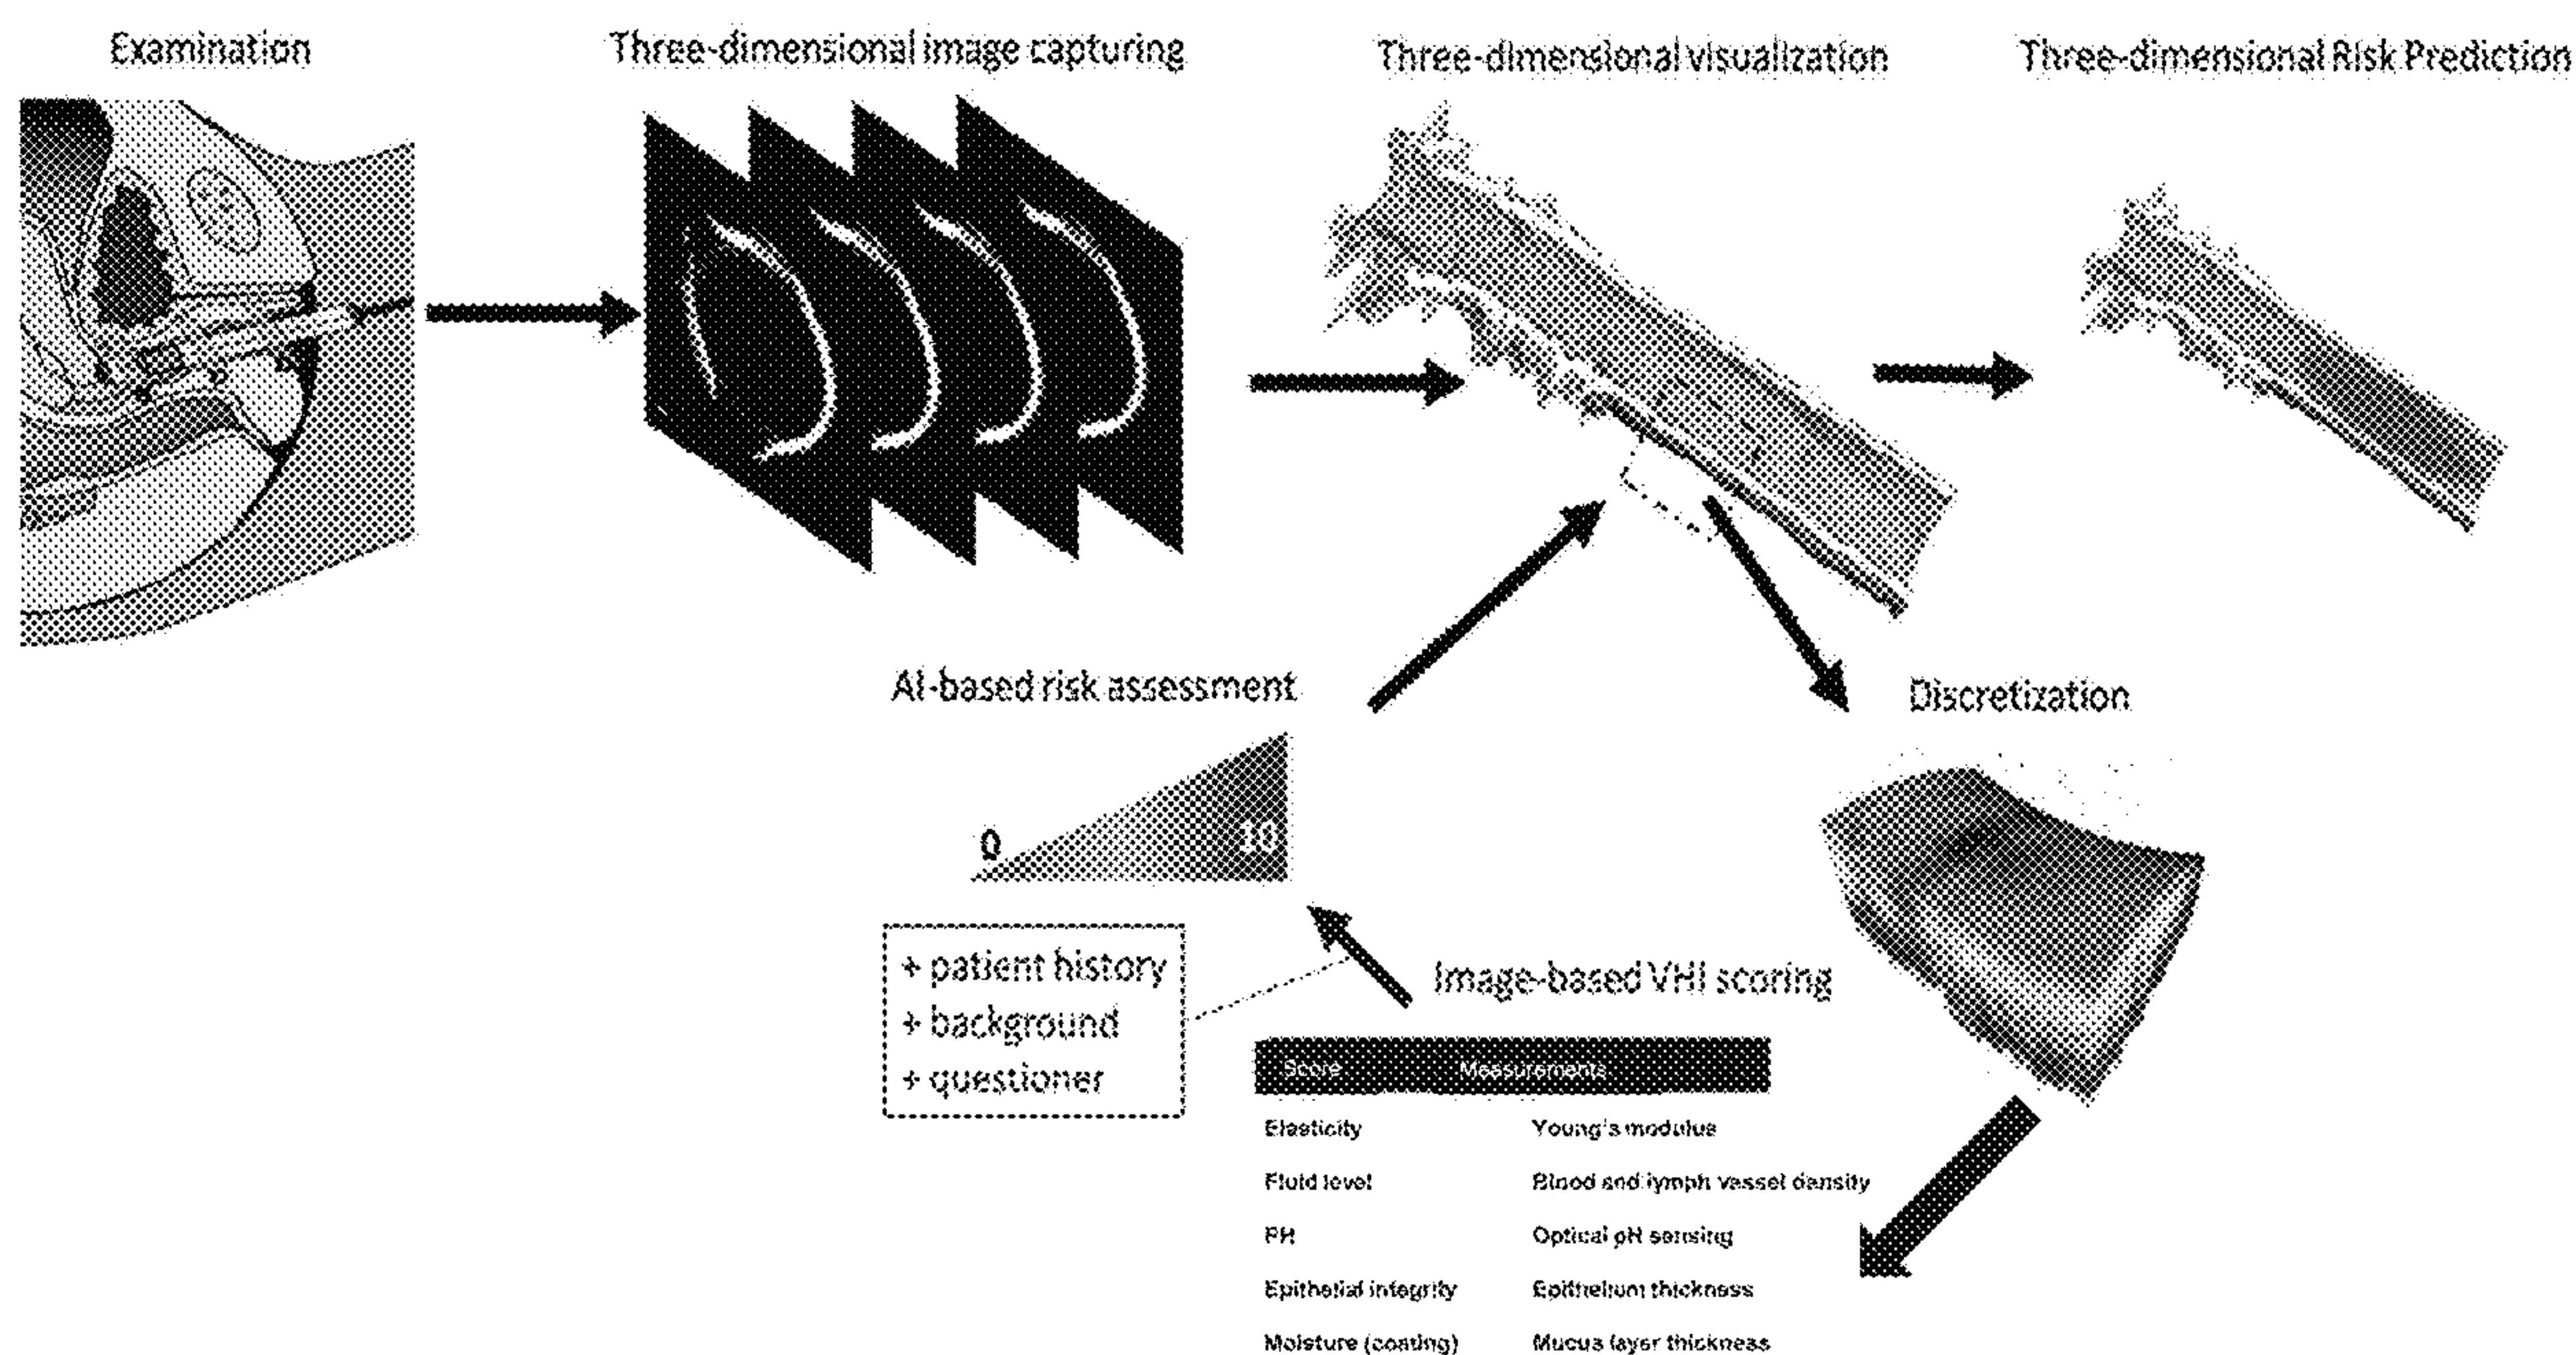 Examination
Three-dimensional image capturing
Three-dimensional visualization
Three-dimensional Risk Prediction
AI-based risk assessment
0
10
Discretization
+ patient history
+ background
+ questioner
Image-based VHI scoring
Score Measurements
Elasticity Young's modulus
Fluid level Blood and lymph vessel density
PH Optical pH sensing
Epithelial integrity Epithelium thickness
Moisture (coating) Mucus layer thickness